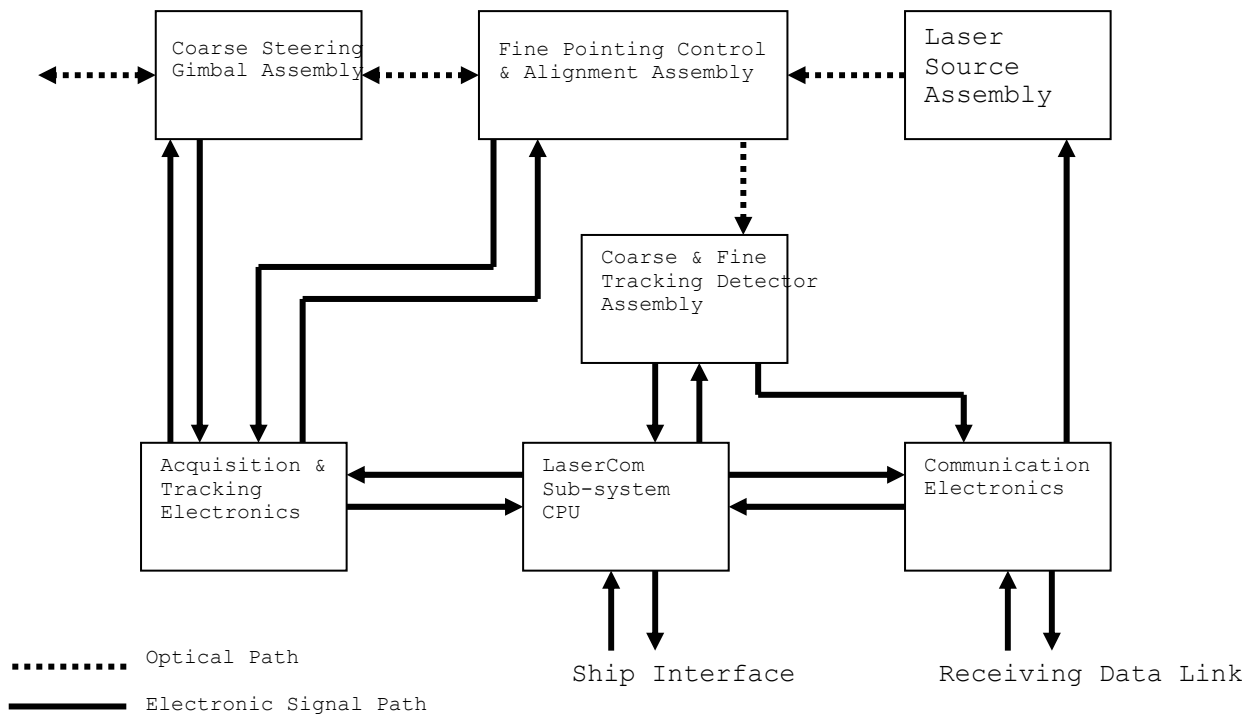 Coarse Steering
Gimbal Assembly
Fine Pointing Control
& Alignment Assembly
Laser
Source
Assembly
Coarse & Fine
Tracking Detector
Assembly
Acquisition &
Tracking
Electronics
LaserCom
Sub-system
CPU
Communication
Electronics
Ship Interface
Receiving Data Link
Optical Path
Electronic Signal Path